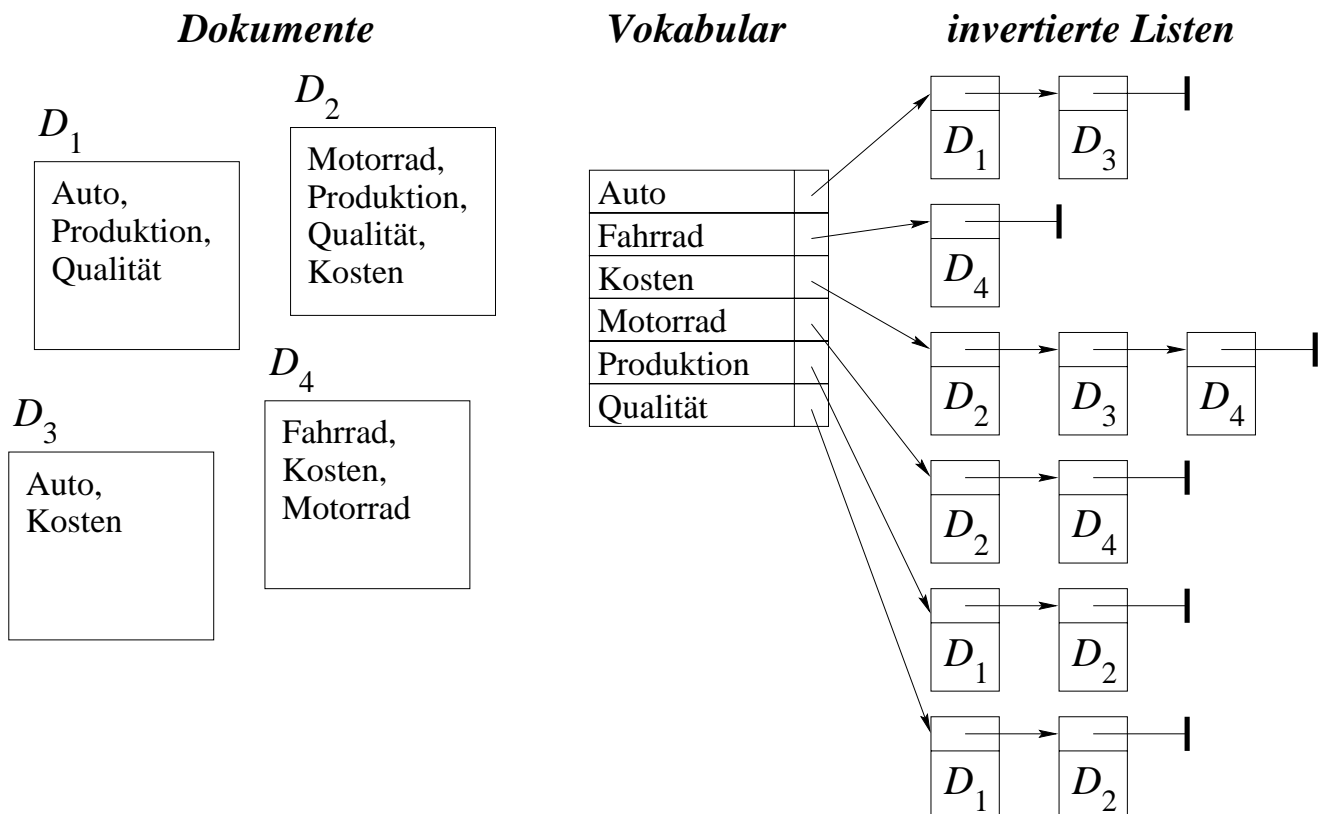 Dokumente
Vokabular
invertierte Listen
D1
Auto,
Produktion,
Qualität
D2
Motorrad,
Produktion,
Qualität,
Kosten
D3
Auto,
Kosten
D4
Fahrrad,
Kosten,
Motorrad
Auto
Fahrrad
Kosten
Motorrad
Produktion
Qualität
D1 D3
D4
D2 D3 D4
D2 D4
D1 D2
D1 D2